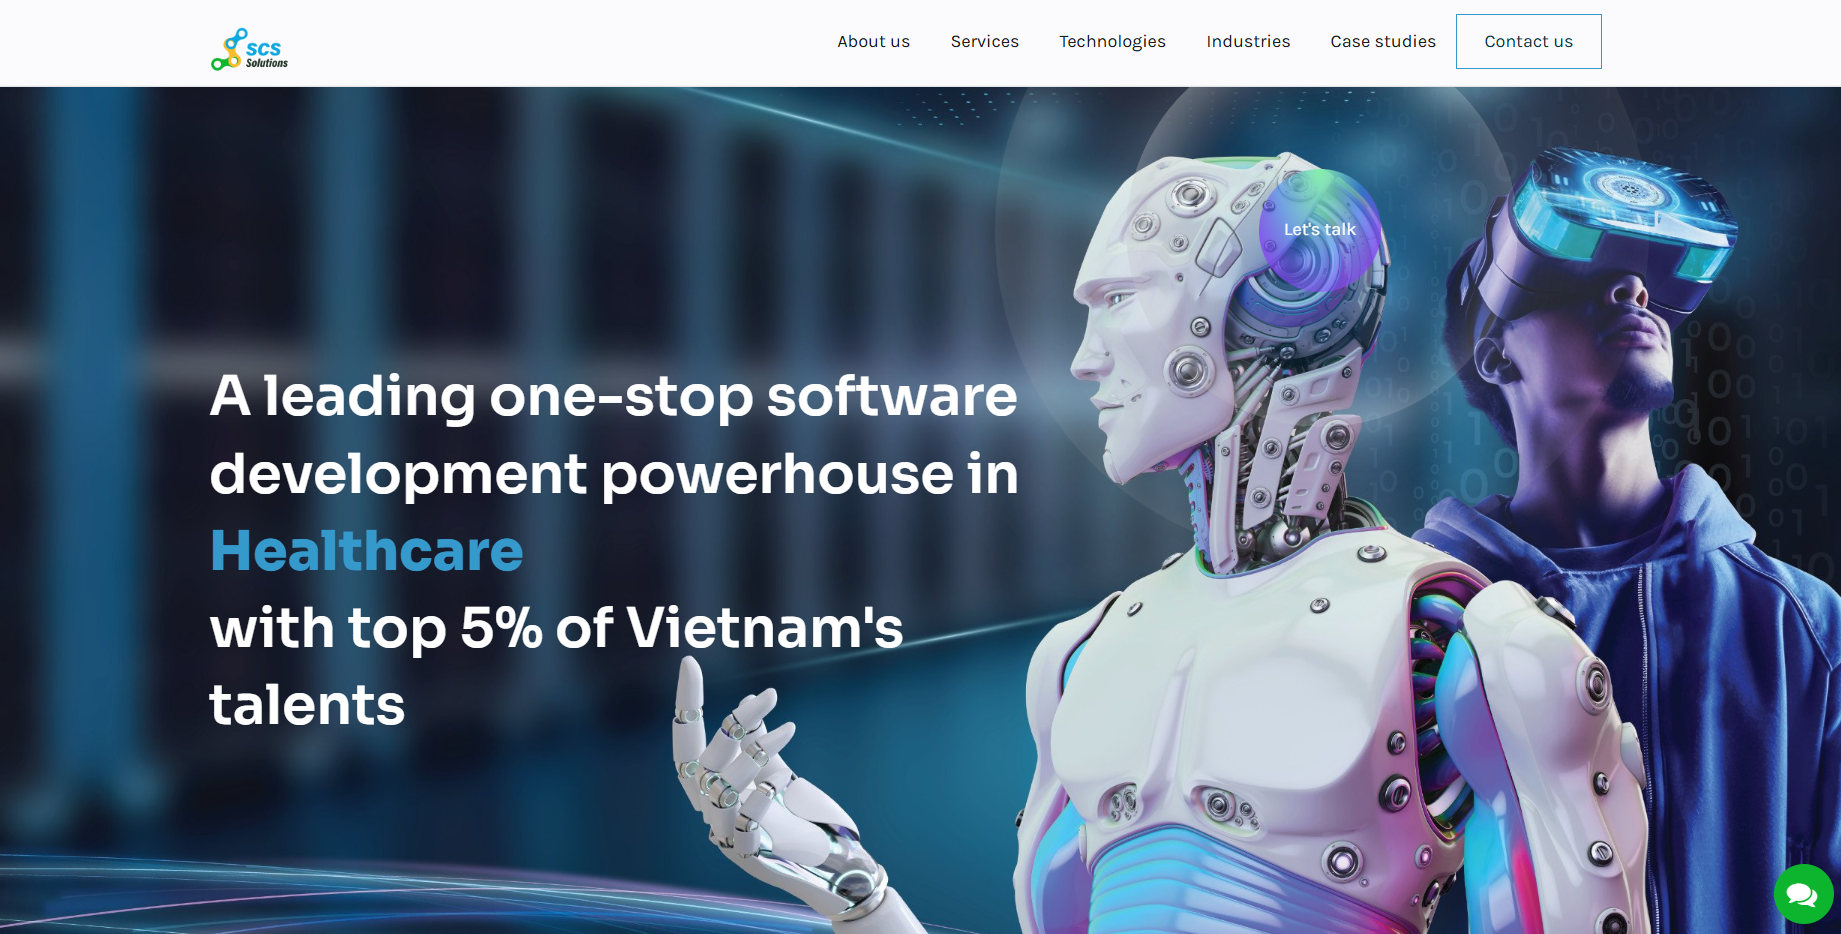 SCS
Solutions
About us
Services
Technologies
Industries
Case studies
Contact us
Let's talk
A leading one-stop software
development powerhouse in
Healthcare
with top 5% of Vietnam's
talents